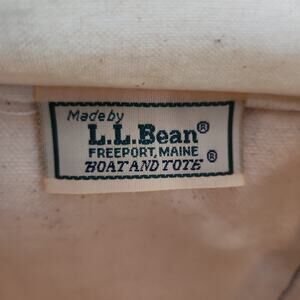 Made by
L.L.Bean®
FREEPORT, MAINE
BOAT AND TOTE®